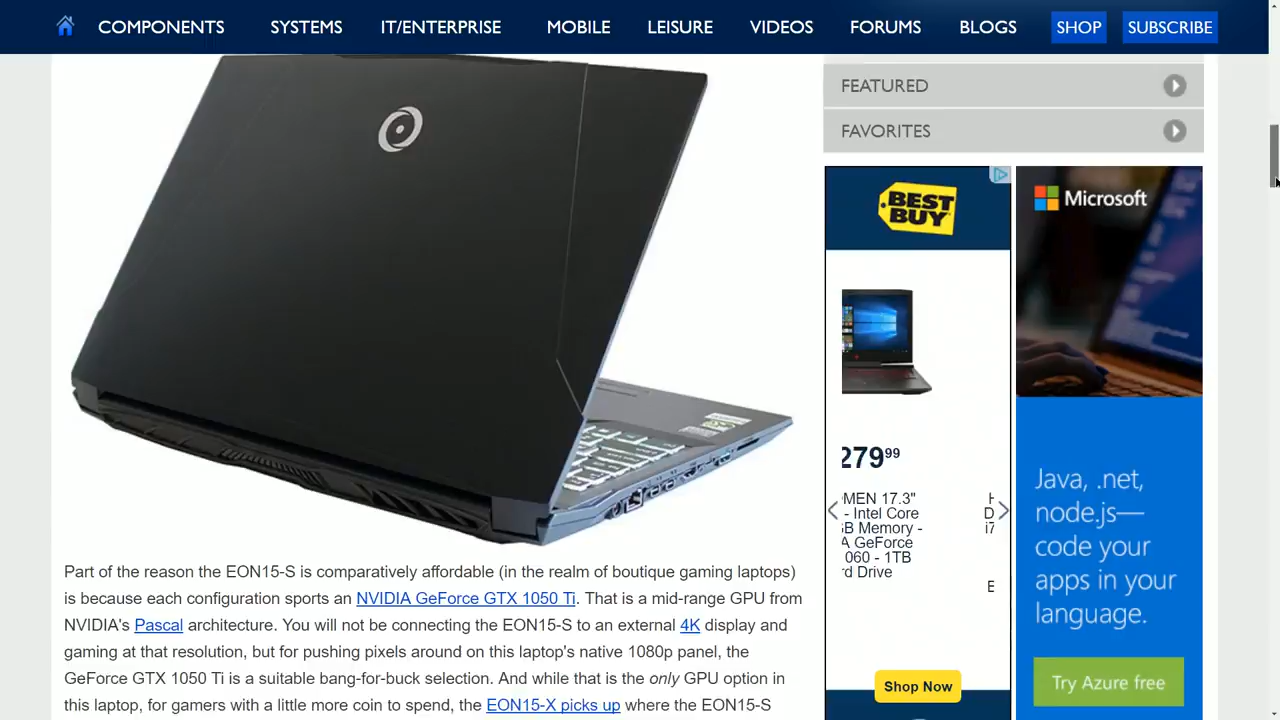 COMPONENTS SYSTEMS IT/ENTERPRISE MOBILE LEISURE VIDEOS FORUMS BLOGS SHOP SUBSCRIBE
FEATURED
FAVORITES
BEST
BUY
279 99
MEN 17.3"
- Intel Core
B Memory -
A GeForce
060 - 1TB
rd Drive
H
D
i7
E
Shop Now
Microsoft
Java, .net,
node.js—
code your
apps in your
language.
Try Azure free
Part of the reason the EON15-S is comparatively affordable (in the realm of boutique gaming laptops)
is because each configuration sports an NVIDIA GeForce GTX 1050 Ti. That is a mid-range GPU from
NVIDIA's Pascal architecture. You will not be connecting the EON15-S to an external 4K display and
gaming at that resolution, but for pushing pixels around on this laptop's native 1080p panel, the
GeForce GTX 1050 Ti is a suitable bang-for-buck selection. And while that is the only GPU option in
this laptop, for gamers with a little more coin to spend, the EON15-X picks up where the EON15-S